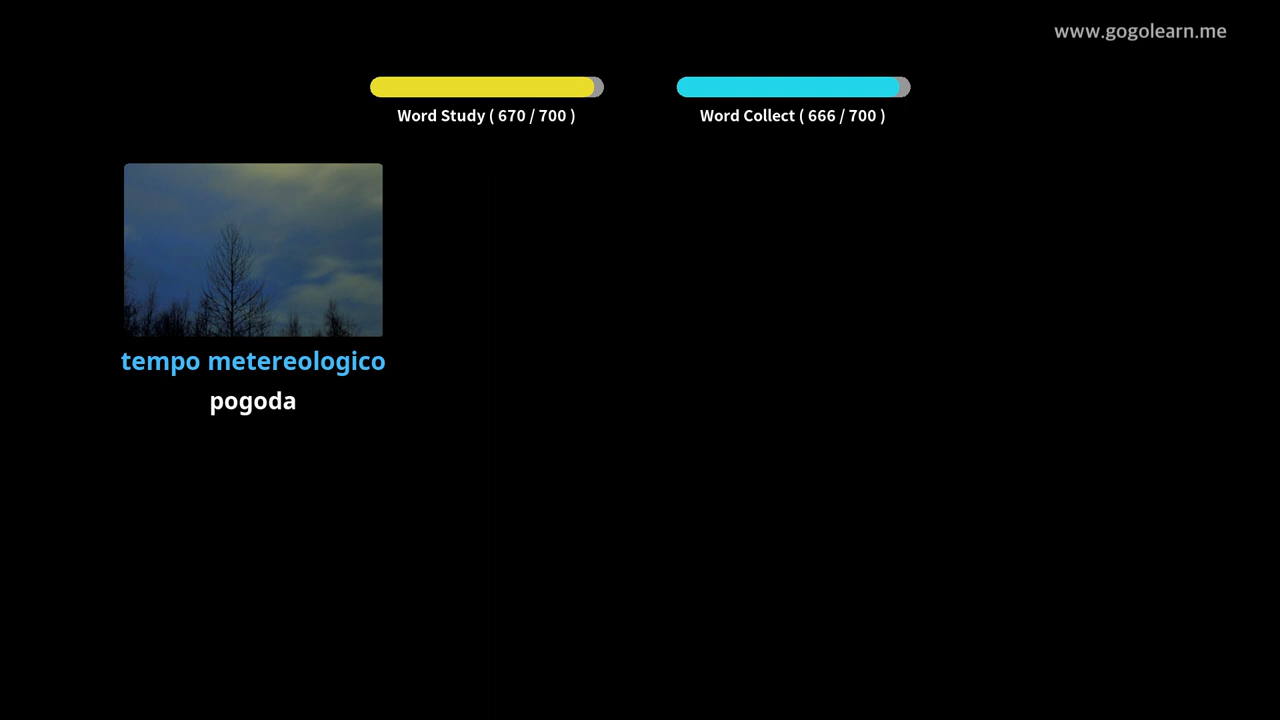 www.gogolearn.me
Word Study ( 670 / 700 )
Word Collect ( 666 / 700 )
tempo metereologico
pogoda